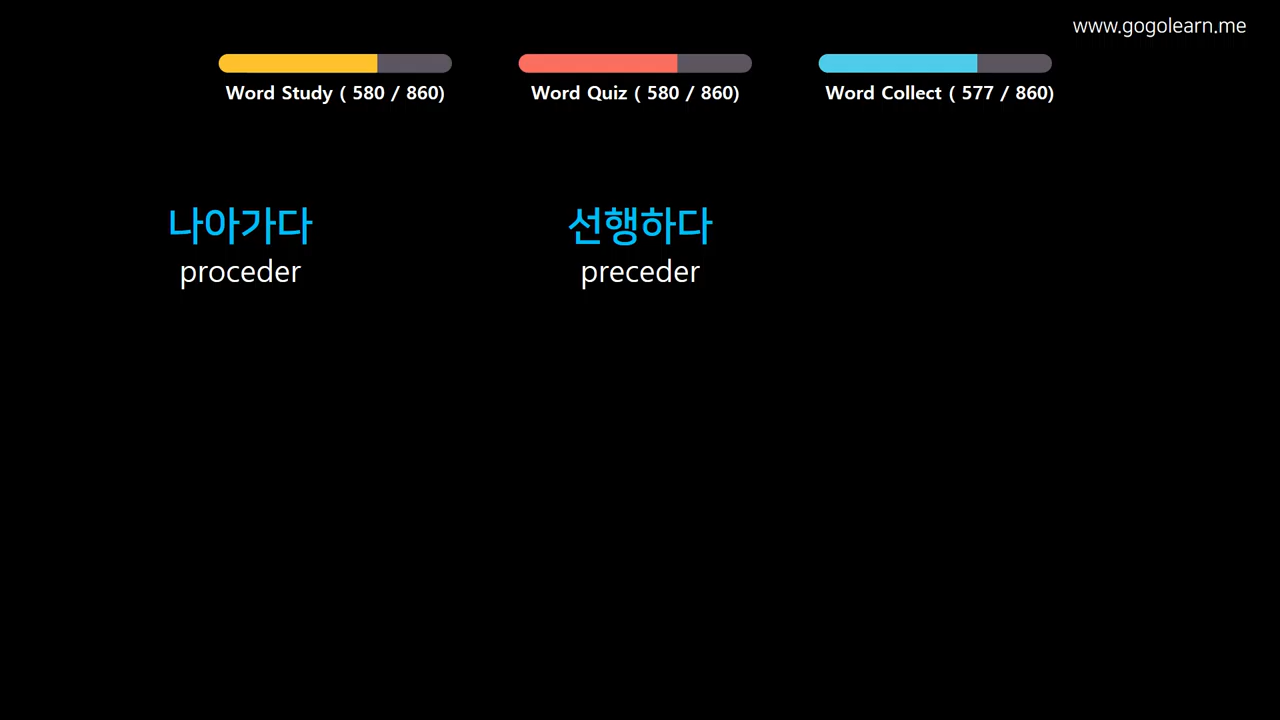 www.gogolearn.me
Word Study ( 580 / 860)
Word Quiz ( 580 / 860)
Word Collect ( 577 / 860)
나아가다
proceder
선행하다
preceder